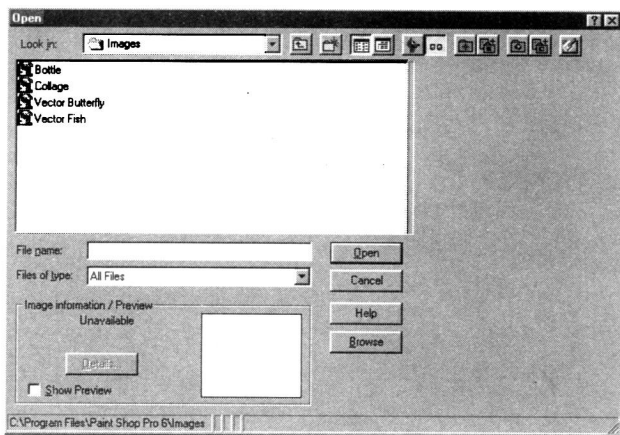 Open
Look in: Images
Bottle
Collage
Vector Butterfly
Vector Fish
File name:
Open
Files of type: All Files
Cancel
Image information / Preview
Unavailable
Help
Details...
Browse
Show Preview
C:\Program Files\Paint Shop Pro 6\Images